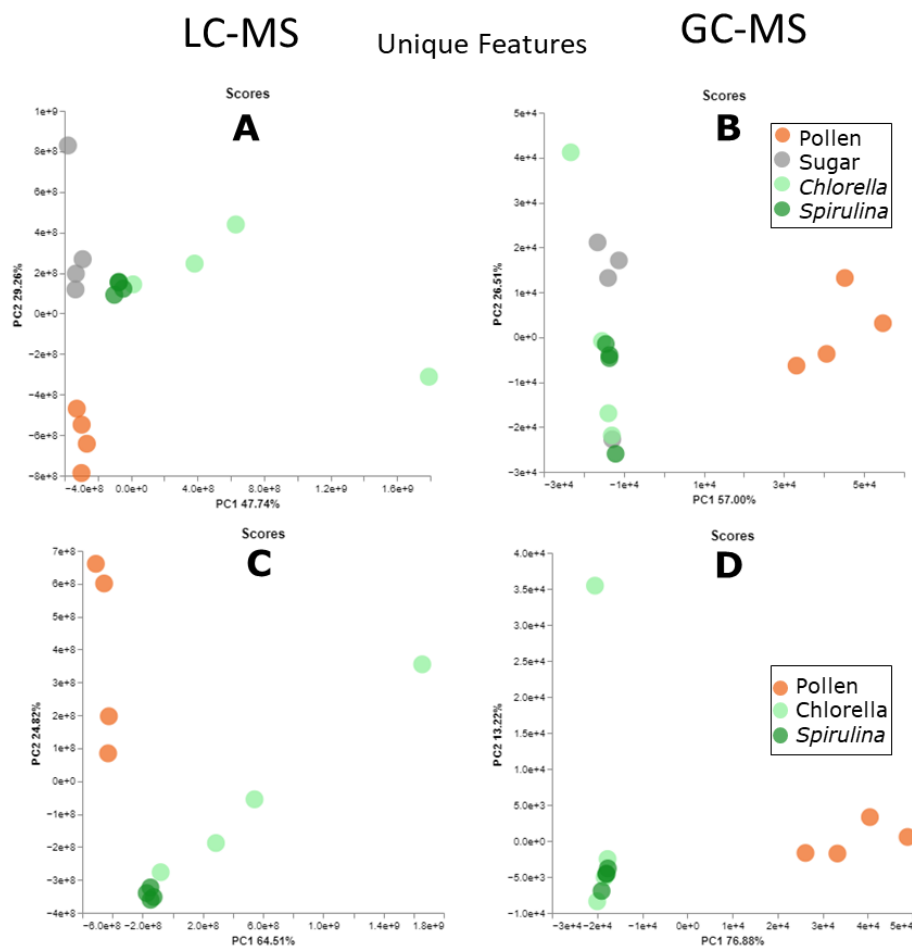 LC-MS
Unique Features
GC-MS
Scores
A
1e+9
8e+8
6e+8
4e+8
2e+8
0.0e+0
−2e+8
−4e+8
−6e+8
−8e+8
PC2 29.26%
−4.0e+8
0.0e+0
4.0e+8
8.0e+8
1.2e+9
1.6e+9
PC1 47.74%
Scores
B
5e+4
4e+4
3e+4
2e+4
1e+4
0e+0
−1e+4
−2e+4
−3e+4
PC2 26.51%
−3e+4
−1e+4
1e+4
3e+4
5e+4
PC1 57.00%
Pollen
Sugar
Chlorella
Spirulina
Scores
C
7e+8
6e+8
5e+8
4e+8
3e+8
2e+8
1e+8
0e+0
−1e+8
−2e+8
−3e+8
−4e+8
PC2 24.82%
−6.0e+8
−2.0e+8
2.0e+8
6.0e+8
1.0e+9
1.4e+9
1.8e+9
PC1 64.51%
Scores
D
4.0e+4
3.5e+4
3.0e+4
2.5e+4
2.0e+4
1.5e+4
1.0e+4
5.0e+3
0.0e+0
−5.0e+3
−1.0e+4
PC2 13.22%
−3e+4
−2e+4
−1e+4
0e+0
1e+4
2e+4
3e+4
4e+4
5e+4
PC1 76.88%
Pollen
Chlorella
Spirulina